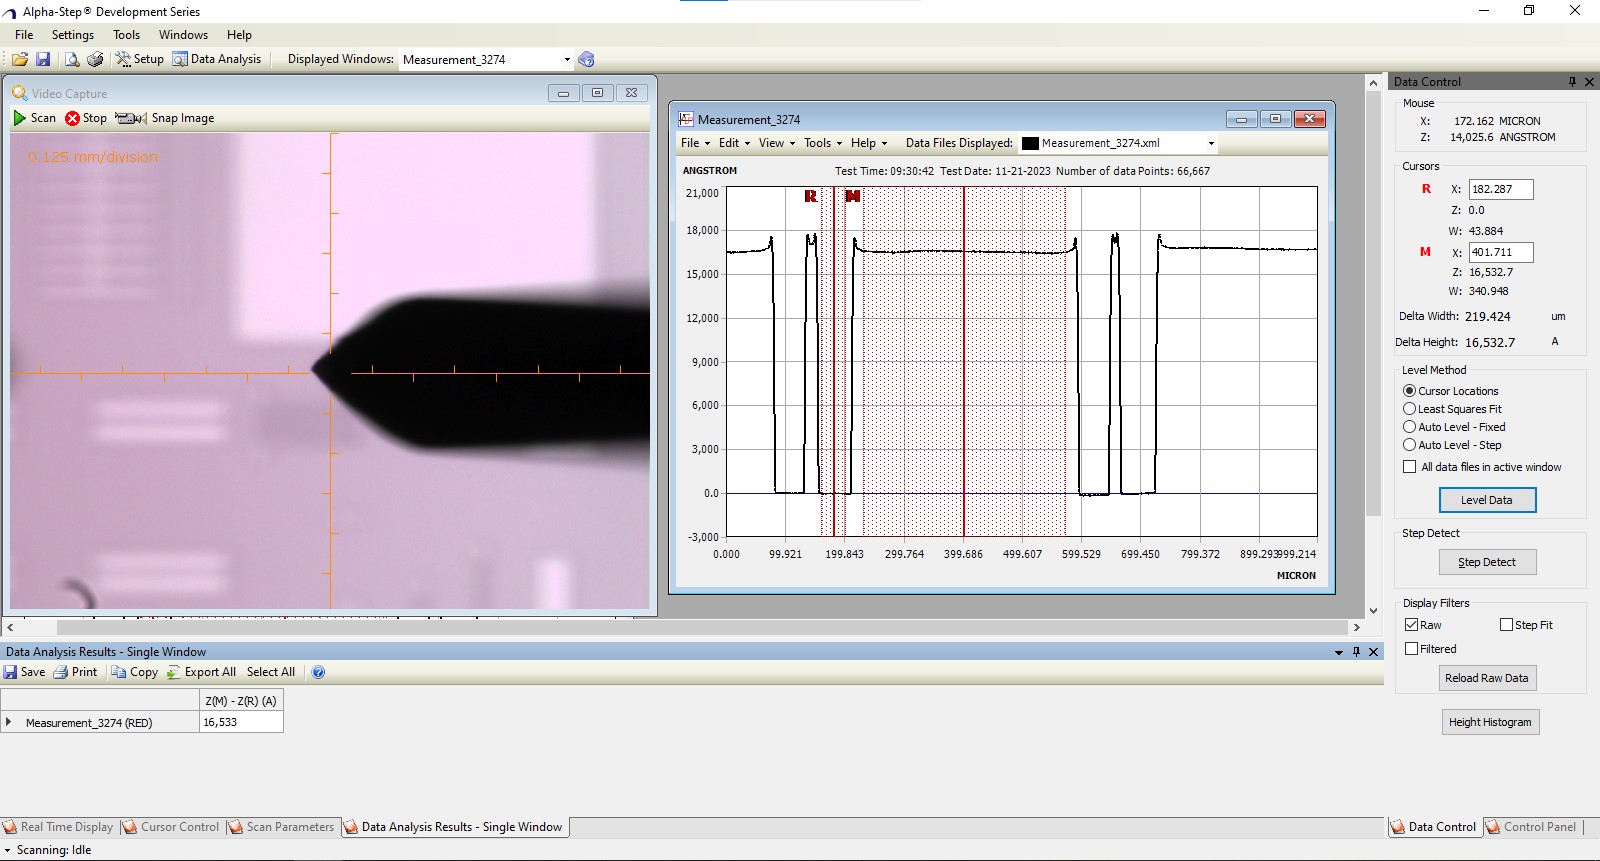 Alpha-Step® Development Series
File Settings Tools Windows Help
Setup Data Analysis Displayed Windows: Measurement_3274
Video Capture
Scan Stop Snap Image
0.125 mm/division
Measurement_3274
File Edit View Tools Help Data Files Displayed: Measurement_3274.xml
ANGSTROM Test Time: 09:30:42 Test Date: 11-21-2023 Number of data Points: 66,667
R M
21,000
18,000
15,000
12,000
9,000
6,000
3,000
0.0
-3,000
0.000 99.921 199.843 299.764 399.686 499.607 599.529 699.450 799.372 899.293 999.214
MICRON
Data Control
Mouse
X: 172.162 MICRON
Z: 14,025.6 ANGSTROM
Cursors
R X: 182.287
Z: 0.0
W: 43.884
M X: 401.711
Z: 16,532.7
W: 340.948
Delta Width: 219.424 um
Delta Height: 16,532.7 A
Level Method
Cursor Locations
Least Squares Fit
Auto Level - Fixed
Auto Level - Step
All data files in active window
Level Data
Step Detect
Step Detect
Display Filters
Raw Step Fit
Filtered
Reload Raw Data
Height Histogram
Data Analysis Results - Single Window
Save Print Copy Export All Select All
Z(M) - Z(R) (A)
Measurement_3274 (RED) 16,533
Real Time Display Cursor Control Scan Parameters Data Analysis Results - Single Window
Data Control Control Panel
Scanning: Idle